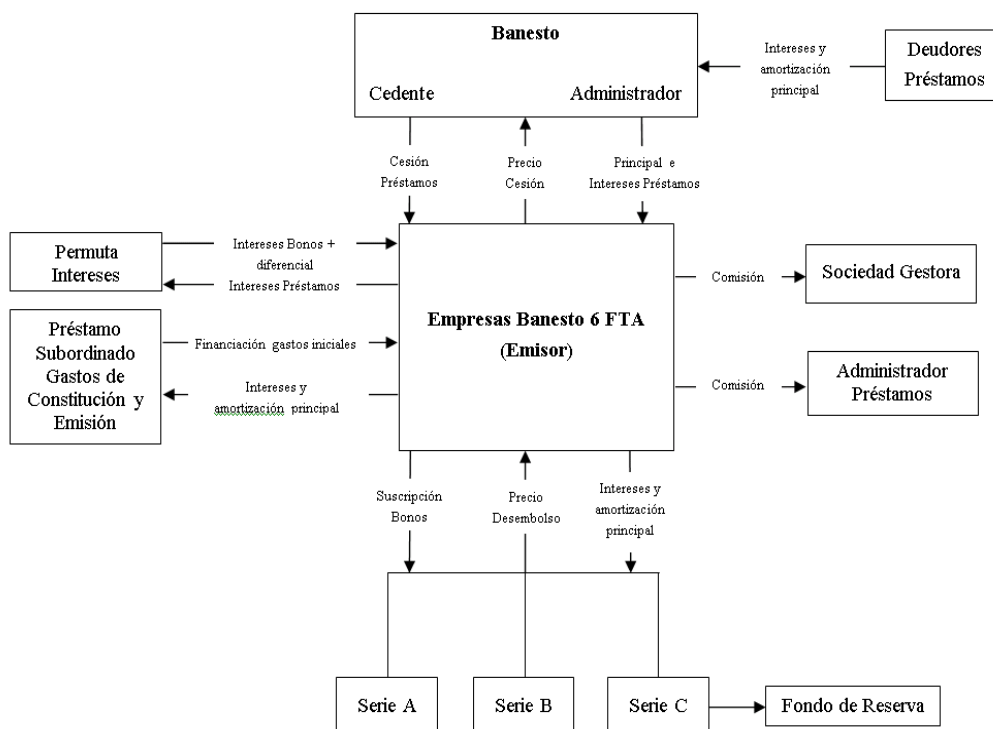 Banesto
Cedente
Administrador
Intereses y
amortización
principal
Deudores
Préstamos
Cesión
Préstamos
Precio
Cesión
Principal e
Intereses Préstamos
Permuta
Intereses
Intereses Bonos +
diferencial
Intereses Préstamos
Préstamo
Subordinado
Gastos de
Constitución y
Emisión
Financiación gastos iniciales
Intereses y
amortización principal
Empresas Banesto 6 FTA
(Emisor)
Comisión
Sociedad Gestora
Comisión
Administrador
Préstamos
Suscripción
Bonos
Precio
Desembolso
Intereses y
amortización
principal
Serie A
Serie B
Serie C
Fondo de Reserva